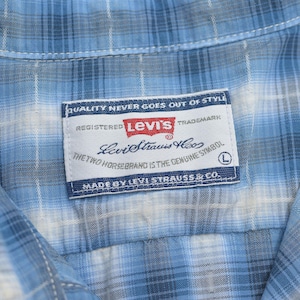 QUALITY NEVER GOES OUT OF STYLE
REGISTERED LEVI'S ® TRADEMARK
Levi Strauss & Co
THE TWO HORSE BRAND IS THE GENUINE SYMBOL
L
MADE BY LEVI STRAUSS & CO.